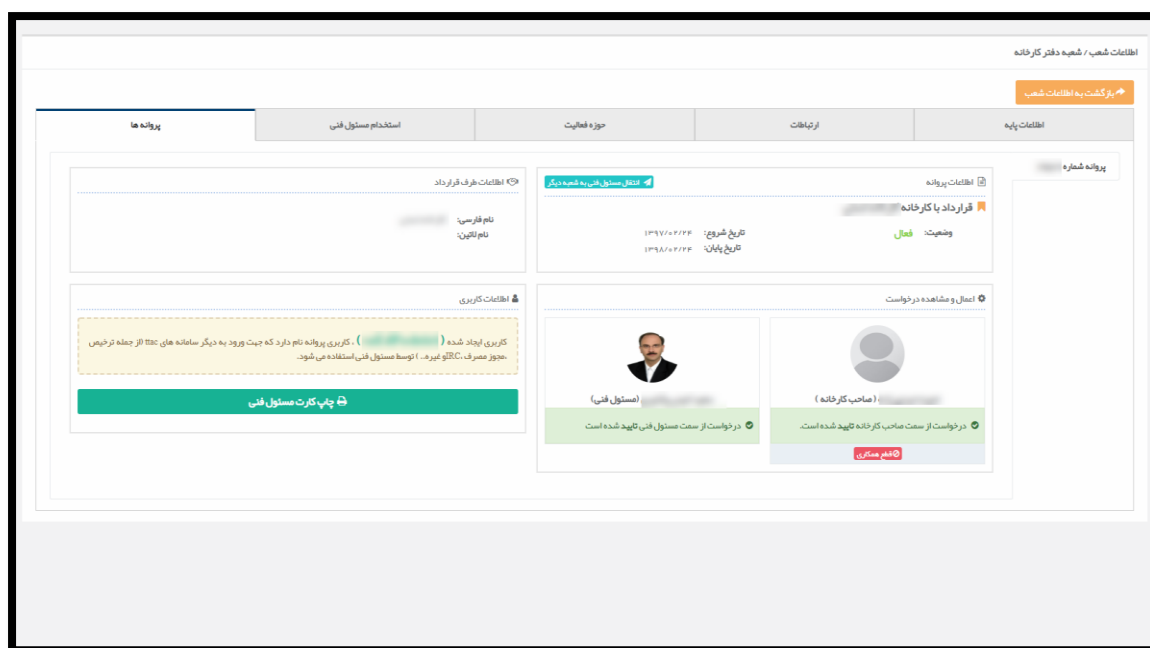 اطلاعات شعب / شعبه دفتر کارخانه
بازگشت به اطلاعات شعب
اطلاعات پایه
ارتباطات
حوزه فعالیت
استخدام مسئول فنی
پروانه ها
پروانه شماره
اطلاعات پروانه
انتقال مسئول فنی به شعبه دیگر
قرارداد با کارخانه
وضعیت: فعال
تاریخ شروع: ۱۳۹۷/۰۲/۲۴
تاریخ پایان: ۱۳۹۸/۰۲/۲۴
اطلاعات طرف قرارداد
نام فارسی:
نام لاتین:
اعمال و مشاهده درخواست
(صاحب کارخانه )
درخواست از سمت صاحب کارخانه تایید شده است.
قطع همکاری
(مسئول فنی)
درخواست از سمت مسئول فنی تایید شده است
اطلاعات کاربری
کاربری ایجاد شده ( ) ، کاربری پروانه نام دارد که جهت ورود به دیگر سامانه های ttac (از جمله ترخیص
،مجوز مصرف، IRCو غیره.. ) توسط مسئول فنی استفاده می شود.
چاپ کارت مسئول فنی